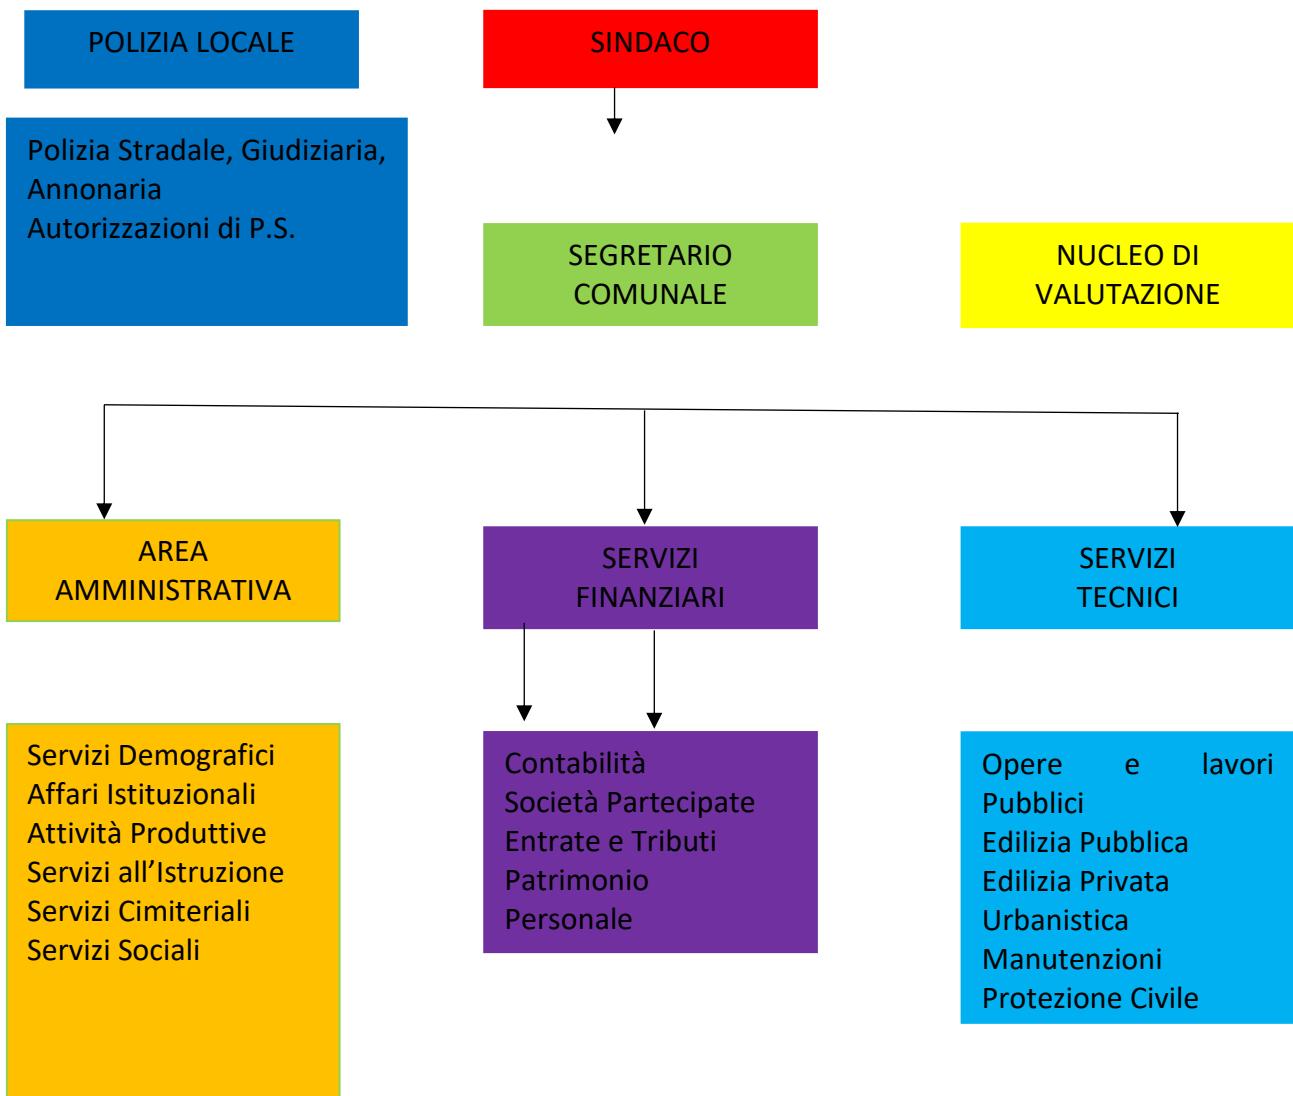 POLIZIA LOCALE
SINDACO
Polizia Stradale, Giudiziaria,
Annonaria
Autorizzazioni di P.S.
SEGRETARIO
COMUNALE
NUCLEO DI
VALUTAZIONE
AREA
AMMINISTRATIVA
SERVIZI
FINANZIARI
SERVIZI
TECNICI
Servizi Demografici
Affari Istituzionali
Attività Produttive
Servizi all’Istruzione
Servizi Cimiteriali
Servizi Sociali
Contabilità
Società Partecipate
Entrate e Tributi
Patrimonio
Personale
Opere e lavori
Pubblici
Edilizia Pubblica
Edilizia Privata
Urbanistica
Manutenzioni
Protezione Civile